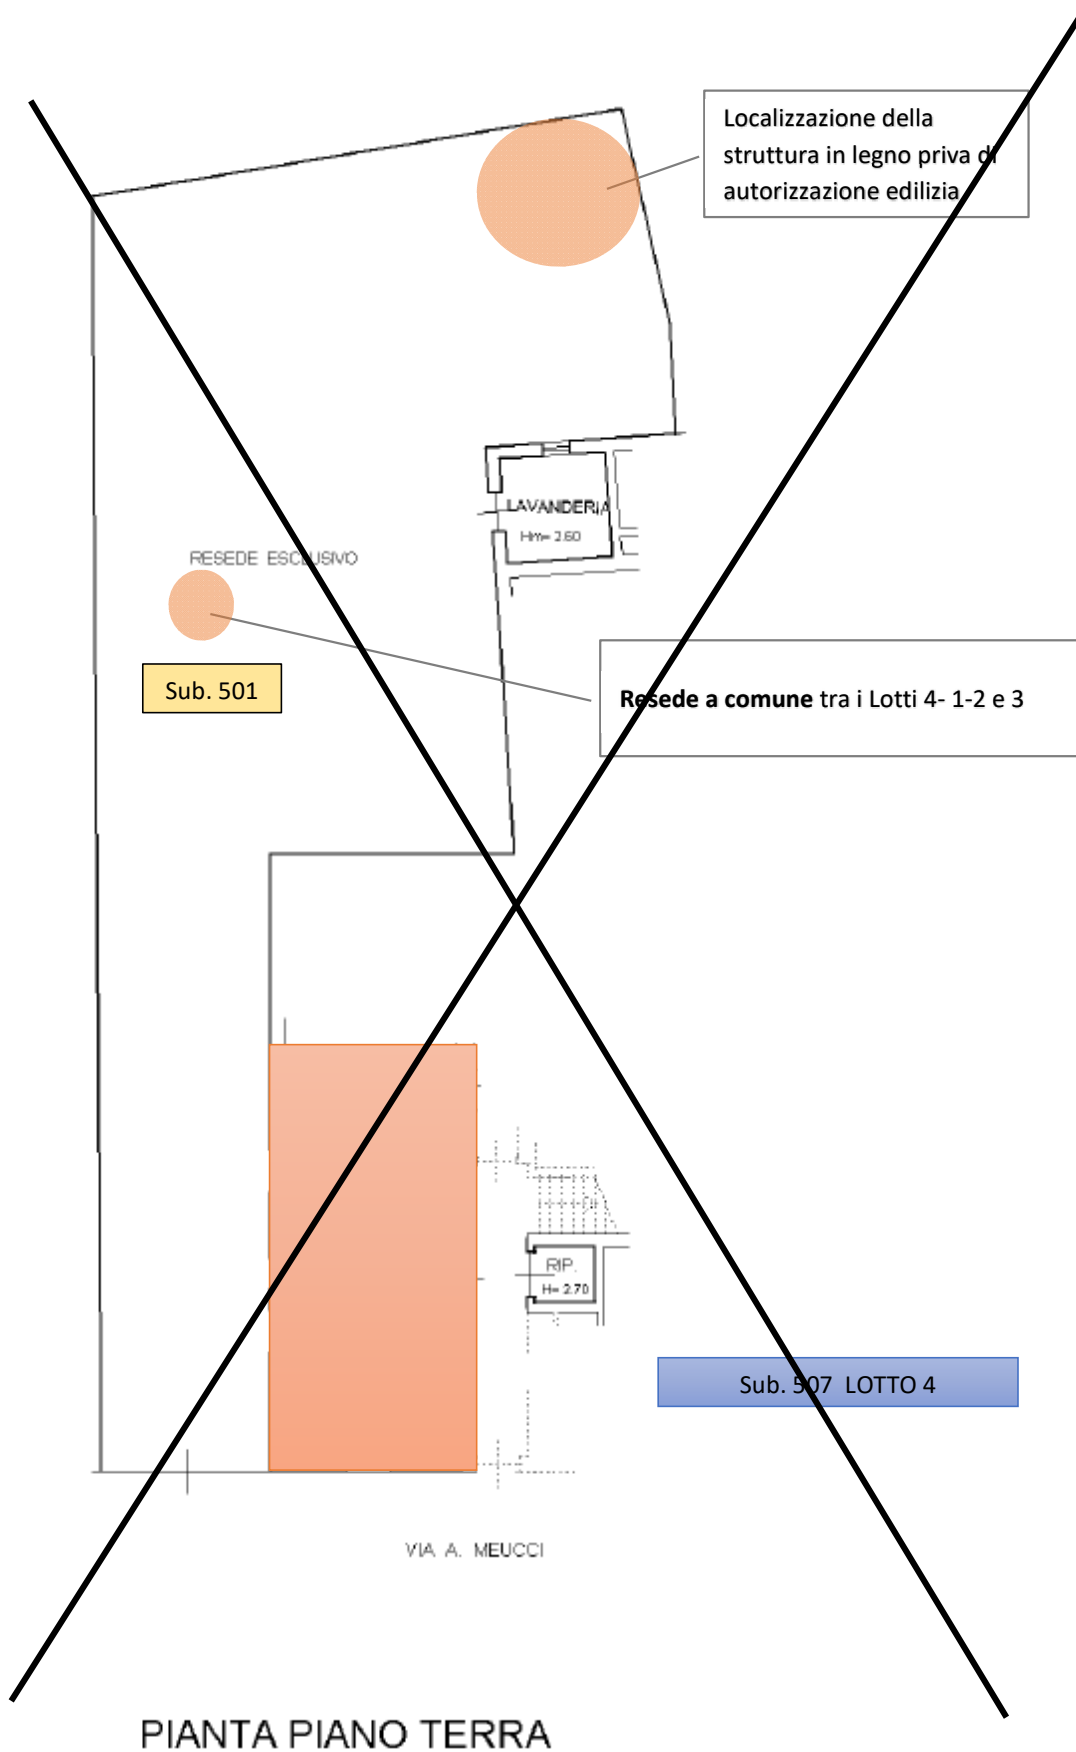 Localizzazione della
struttura in legno priva di
autorizzazione edilizia
LAVANDERIA
Hm= 2.60
RESEDE ESCLUSIVO
Sub. 501
Resede a comune tra i Lotti 4- 1-2 e 3
RIP.
H= 2.70
Sub. 507 LOTTO 4
VIA A. MEUCCI
PIANTA PIANO TERRA